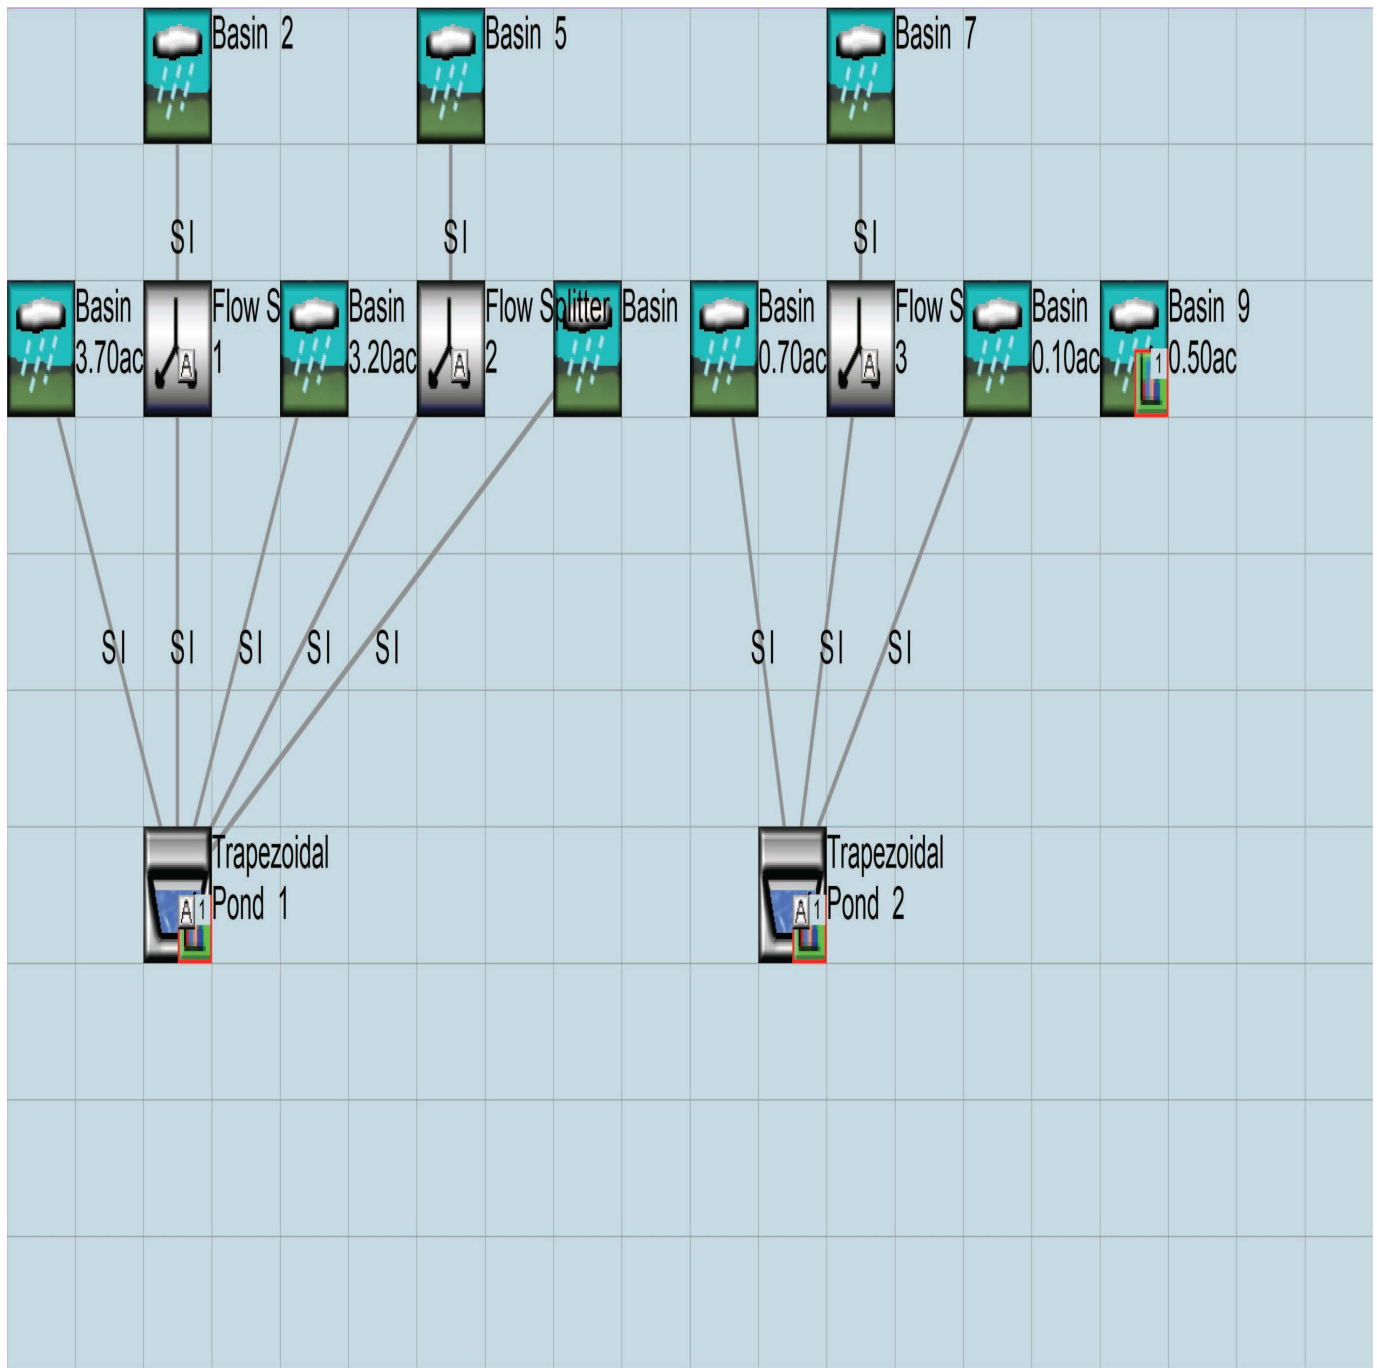 Basin 2
Basin 5
Basin 7
SI
SI
SI
Basin
3.70ac
Flow S
1
A
Basin
3.20ac
Flow Splitter
2
A
Basin
Basin
0.70ac
Flow S
3
A
Basin
0.10ac
Basin 9
0.50ac
1
SI
SI
SI
SI
SI
SI
SI
SI
Trapezoidal
Pond 1
A
1
Trapezoidal
Pond 2
A
1